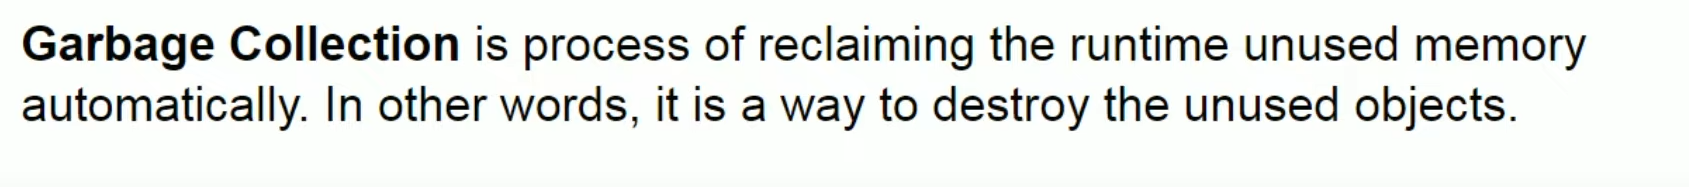 Garbage Collection is process of reclaiming the runtime unused memory
automatically. In other words, it is a way to destroy the unused objects.